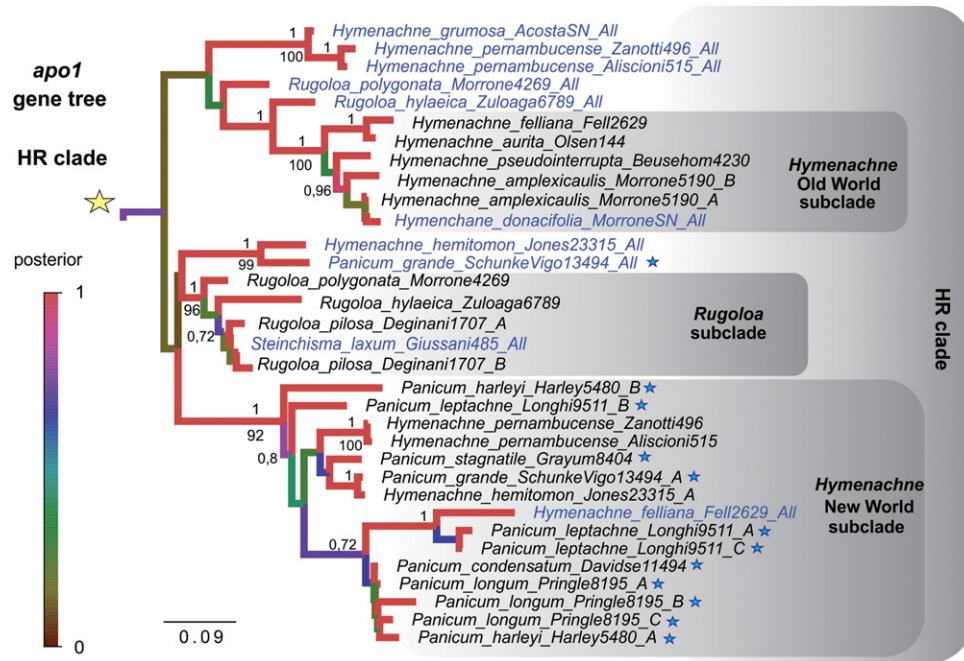 apo1
gene tree
HR clade
posterior
1
0
0.09
1
100
1
Hymenachne_grumosa_AcostaSN_All
Hymenachne_pernambucense_Zanotti496_All
Hymenachne_pernambucense_Aliscioni515_All
Rugoloa_polygonata_Morrone4269_All
1
Rugoloa_hylaeica_Zuloaga6789_All
1
100
1
Hymenachne_felliana_Fell2629
Hymenachne_aurita_Olsen144
Hymenachne_pseudointerrupta_Beusehom4230
0,96
Hymenachne_amplexicaulis_Morrone5190_B
Hymenachne_amplexicaulis_Morrone5190_A
Hymenchane_donacifolia_MorroneSN_All
Hymenachne
Old World
subclade
1
99
Hymenachne_hemitomon_Jones23315_All
Panicum_grande_SchunkeVigo13494_All
1
96
Rugoloa_polygonata_Morrone4269
Rugoloa_hylaeica_Zuloaga6789
0,72
Rugoloa_pilosa_Deginani1707_A
Steinchisma_laxum_Giussani485_All
Rugoloa_pilosa_Deginani1707_B
Rugoloa
subclade
HR clade
1
92
Panicum_harleyi_Harley5480_B
Panicum_leptachne_Longhi9511_B
0,8
1
100
Hymenachne_pernambucense_Zanotti496
Hymenachne_pernambucense_Aliscioni515
Panicum_stagnatile_Grayum8404
1
Panicum_grande_SchunkeVigo13494_A
Hymenachne_hemitomon_Jones23315_A
0,72
1
Hymenachne_felliana_Fell2629_All
Panicum_leptachne_Longhi9511_A
Panicum_leptachne_Longhi9511_C
Panicum_condensatum_Davidse11494
Panicum_longum_Pringle8195_A
Panicum_longum_Pringle8195_B
Panicum_longum_Pringle8195_C
Panicum_harleyi_Harley5480_A
Hymenachne
New World
subclade